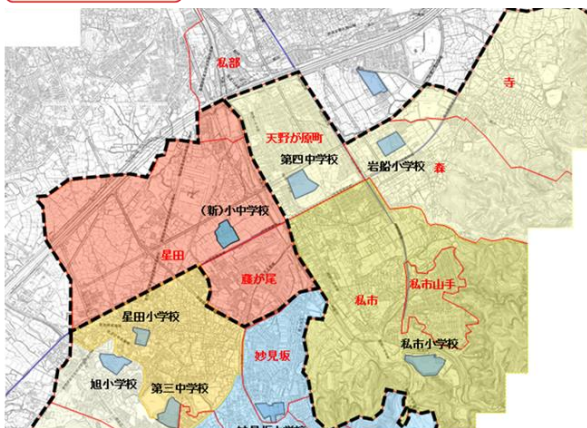 私部
寺
天野が原町
第四中学校
岩船小学校
森
(新)小中学校
星田
藤が尾
私市
私市山手
星田小学校
妙見坂
私市小学校
旭小学校
第三中学校